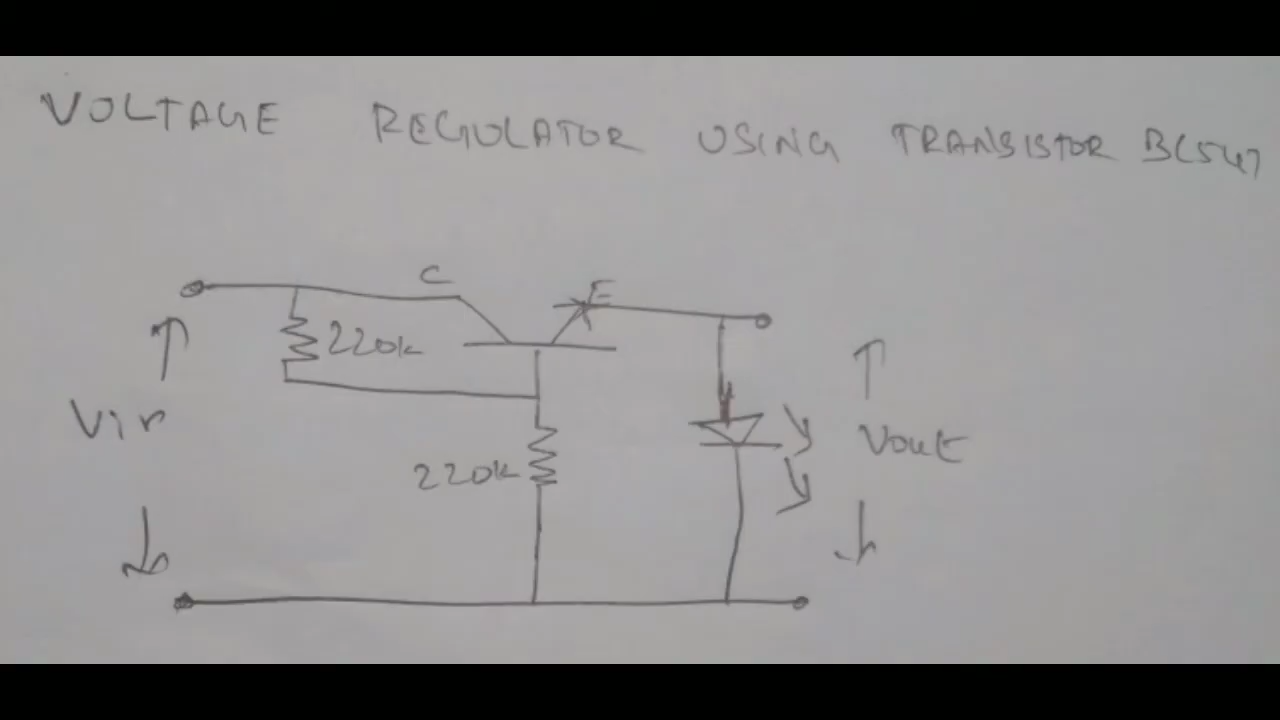 VOLTAGE REGULATOR USING TRANSISTOR BC547
C
E
220k
Vin
Vout
220k